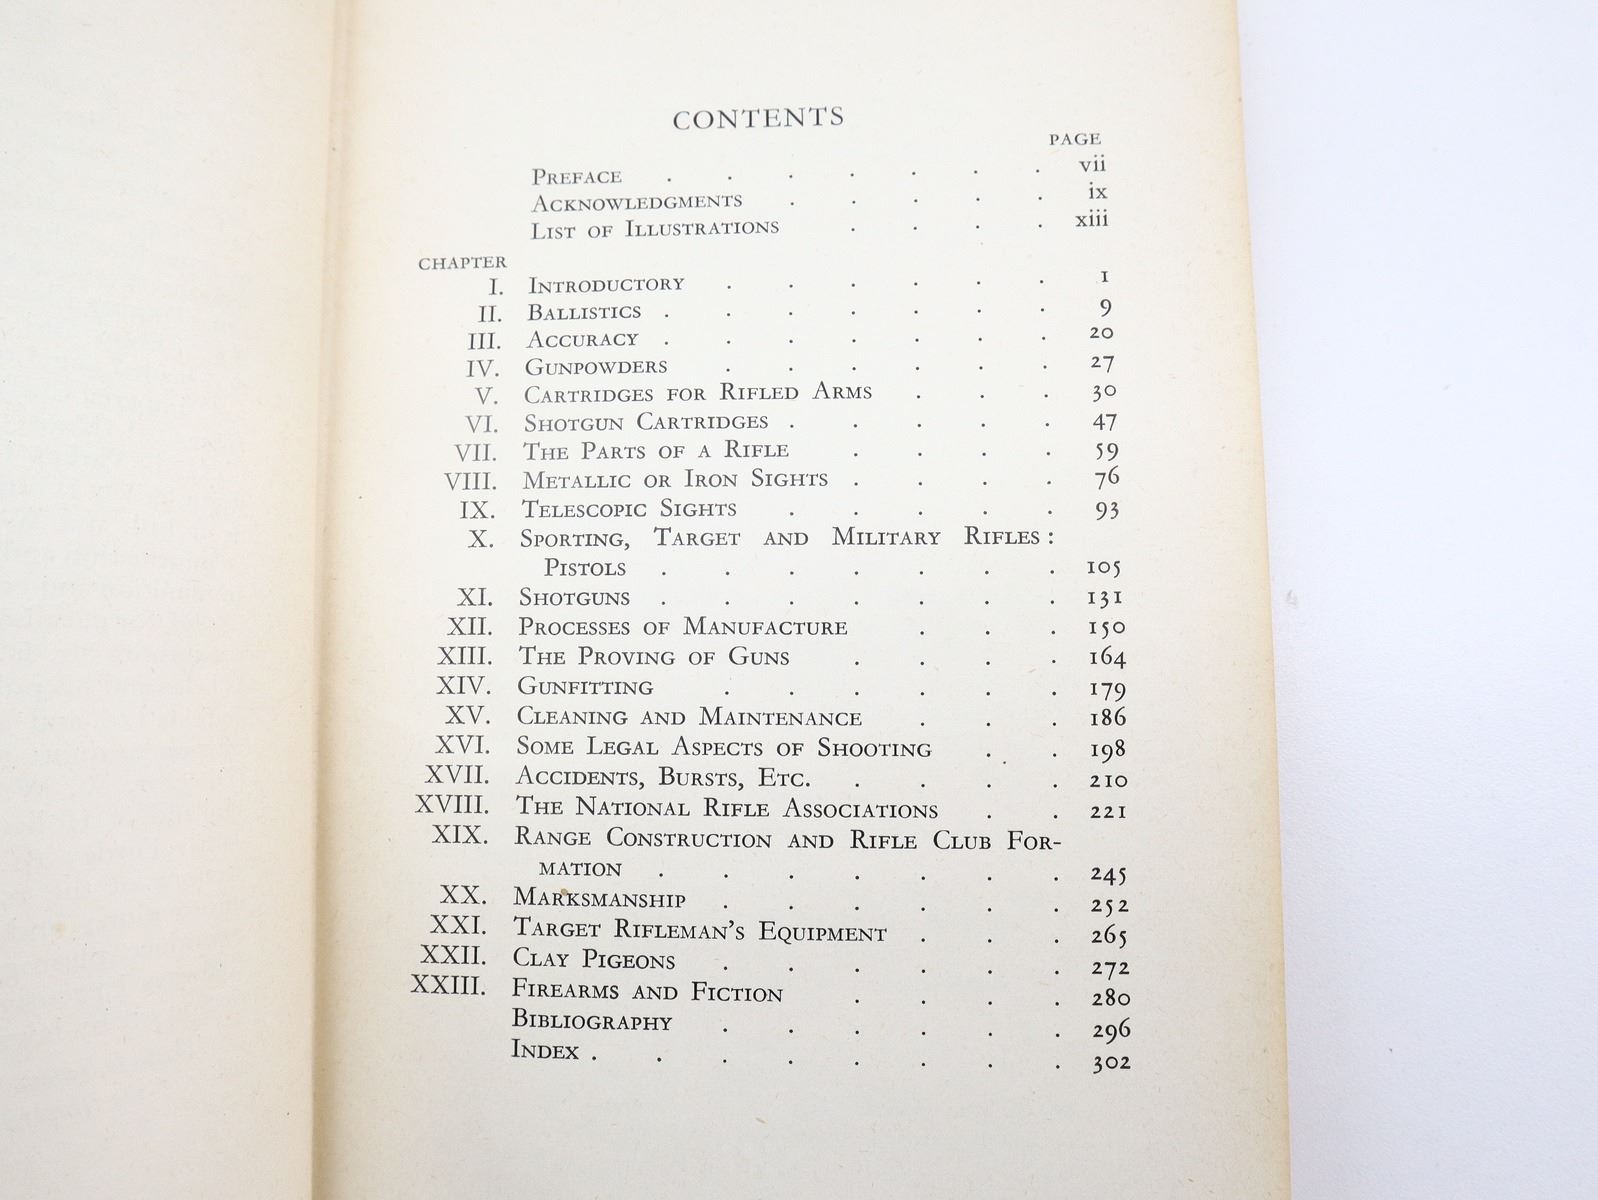 CONTENTS
PAGE
PREFACE . . . . . . . vii
ACKNOWLEDGMENTS . . . . . ix
LIST OF ILLUSTRATIONS . . . . xiii
CHAPTER
I. INTRODUCTORY . . . . . . 1
II. BALLISTICS . . . . . . . 9
III. ACCURACY . . . . . . . 20
IV. GUNPOWDERS . . . . . . 27
V. CARTRIDGES FOR RIFLED ARMS . . . 30
VI. SHOTGUN CARTRIDGES . . . . . 47
VII. THE PARTS OF A RIFLE . . . . 59
VIII. METALLIC OR IRON SIGHTS . . . . 76
IX. TELESCOPIC SIGHTS . . . . . 93
X. SPORTING, TARGET AND MILITARY RIFLES :
PISTOLS . . . . . . . 105
XI. SHOTGUNS . . . . . . . 131
XII. PROCESSES OF MANUFACTURE . . . 150
XIII. THE PROVING OF GUNS . . . . 164
XIV. GUNFITTING . . . . . . 179
XV. CLEANING AND MAINTENANCE . . . 186
XVI. SOME LEGAL ASPECTS OF SHOOTING . . 198
XVII. ACCIDENTS, BURSTS, ETC. . . . . 210
XVIII. THE NATIONAL RIFLE ASSOCIATIONS . . 221
XIX. RANGE CONSTRUCTION AND RIFLE CLUB FOR-
MATION . . . . . . . 245
XX. MARKSMANSHIP . . . . . . 252
XXI. TARGET RIFLEMAN'S EQUIPMENT . . . 265
XXII. CLAY PIGEONS . . . . . . 272
XXIII. FIREARMS AND FICTION . . . . 280
BIBLIOGRAPHY . . . . . . 296
INDEX . . . . . . . . 302